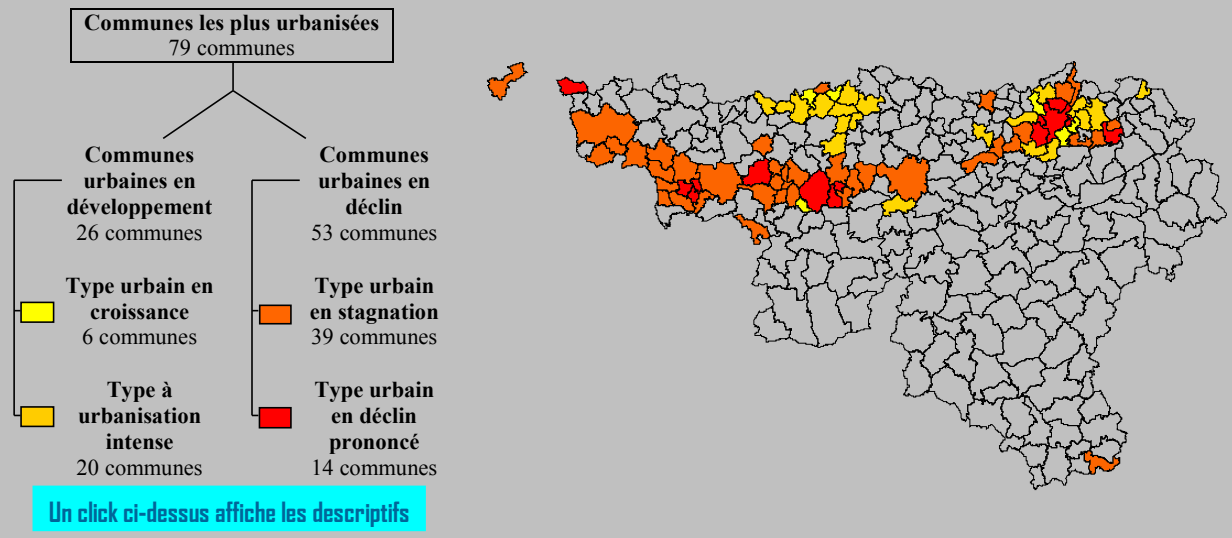 Communes les plus urbanisées
79 communes
Communes
urbaines en
développement
26 communes
Communes
urbaines en
déclin
53 communes
Type urbain en
croissance
6 communes
Type urbain
en stagnation
39 communes
Type à
urbanisation
intense
20 communes
Type urbain
en déclin
prononcé
14 communes
Un click ci-dessus affiche les descriptifs